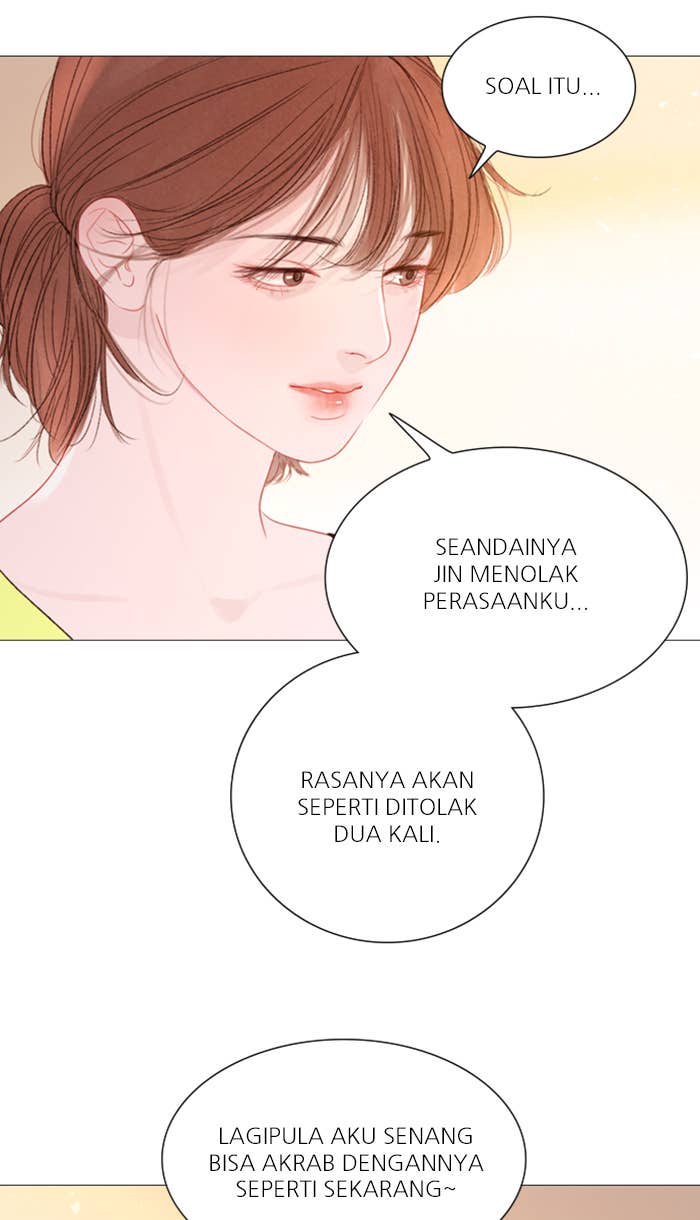 SOAL ITU...
SEANDAINYA
JIN MENOLAK
PERASAANKU...
RASANYA AKAN
SEPERTI DITOLAK
DUA KALI.
LAGIPULA AKU SENANG
BISA AKRAB DENGANNYA
SEPERTI SEKARANG~